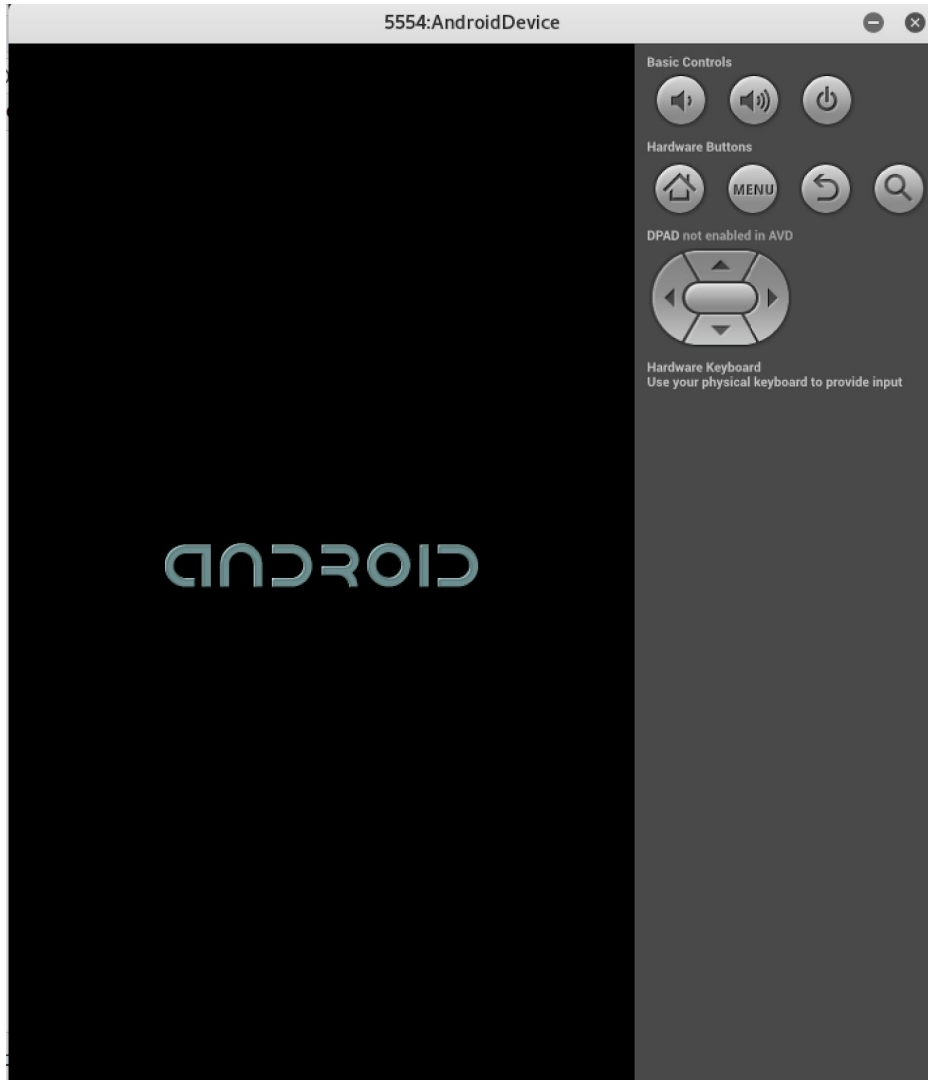 5554:AndroidDevice
Basic Controls
Hardware Buttons
MENU
DPAD not enabled in AVD
Hardware Keyboard
Use your physical keyboard to provide input
ANDROID